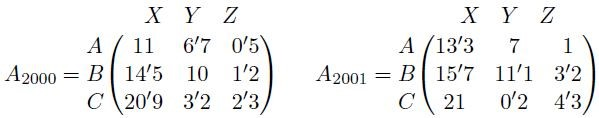 X Y Z X Y Z
A 11 6'7 0'5 A 13'3 7 1
A2000 = B 14'5 10 1'2 A2001 = B 15'7 11'1 3'2
C 20'9 3'2 2'3 C 21 0'2 4'3